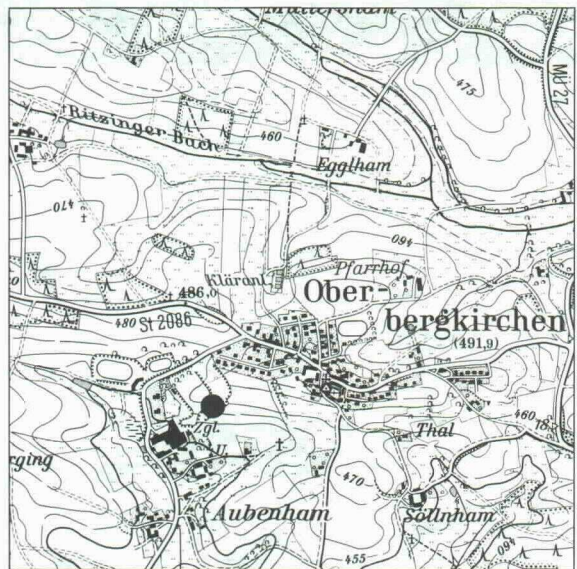 Mü 27
475
Ritzinger-Bach
460
Egglham
470
460
Pfarrhof
Kläranl.
486,0
Ober-
480
St 2086
bergkirchen
(491,9)
Zgl.
460
Thal
Aubenham
470
Söllnham
455
460